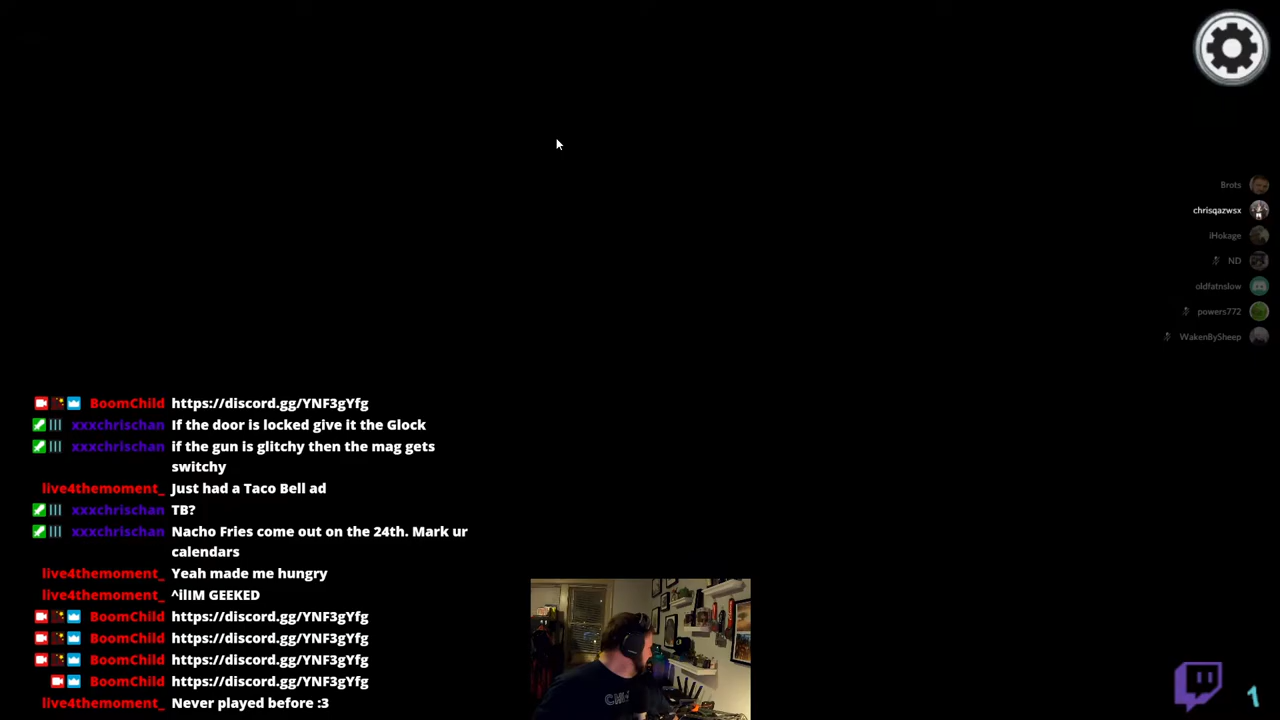 Brots
chrisqazwsx
iHokage
ND
oldfatnslow
powers772
WakenBySheep
BoomChild https://discord.gg/YNF3gYfg
xxxchrischan If the door is locked give it the Glock
xxxchrischan if the gun is glitchy then the mag gets
switchy
live4themoment_ Just had a Taco Bell ad
xxxchrischan TB?
xxxchrischan Nacho Fries come out on the 24th. Mark ur
calendars
live4themoment_ Yeah made me hungry
live4themoment_ ^ilIM GEEKED
BoomChild https://discord.gg/YNF3gYfg
BoomChild https://discord.gg/YNF3gYfg
BoomChild https://discord.gg/YNF3gYfg
BoomChild https://discord.gg/YNF3gYfg
live4themoment_ Never played before :3
1